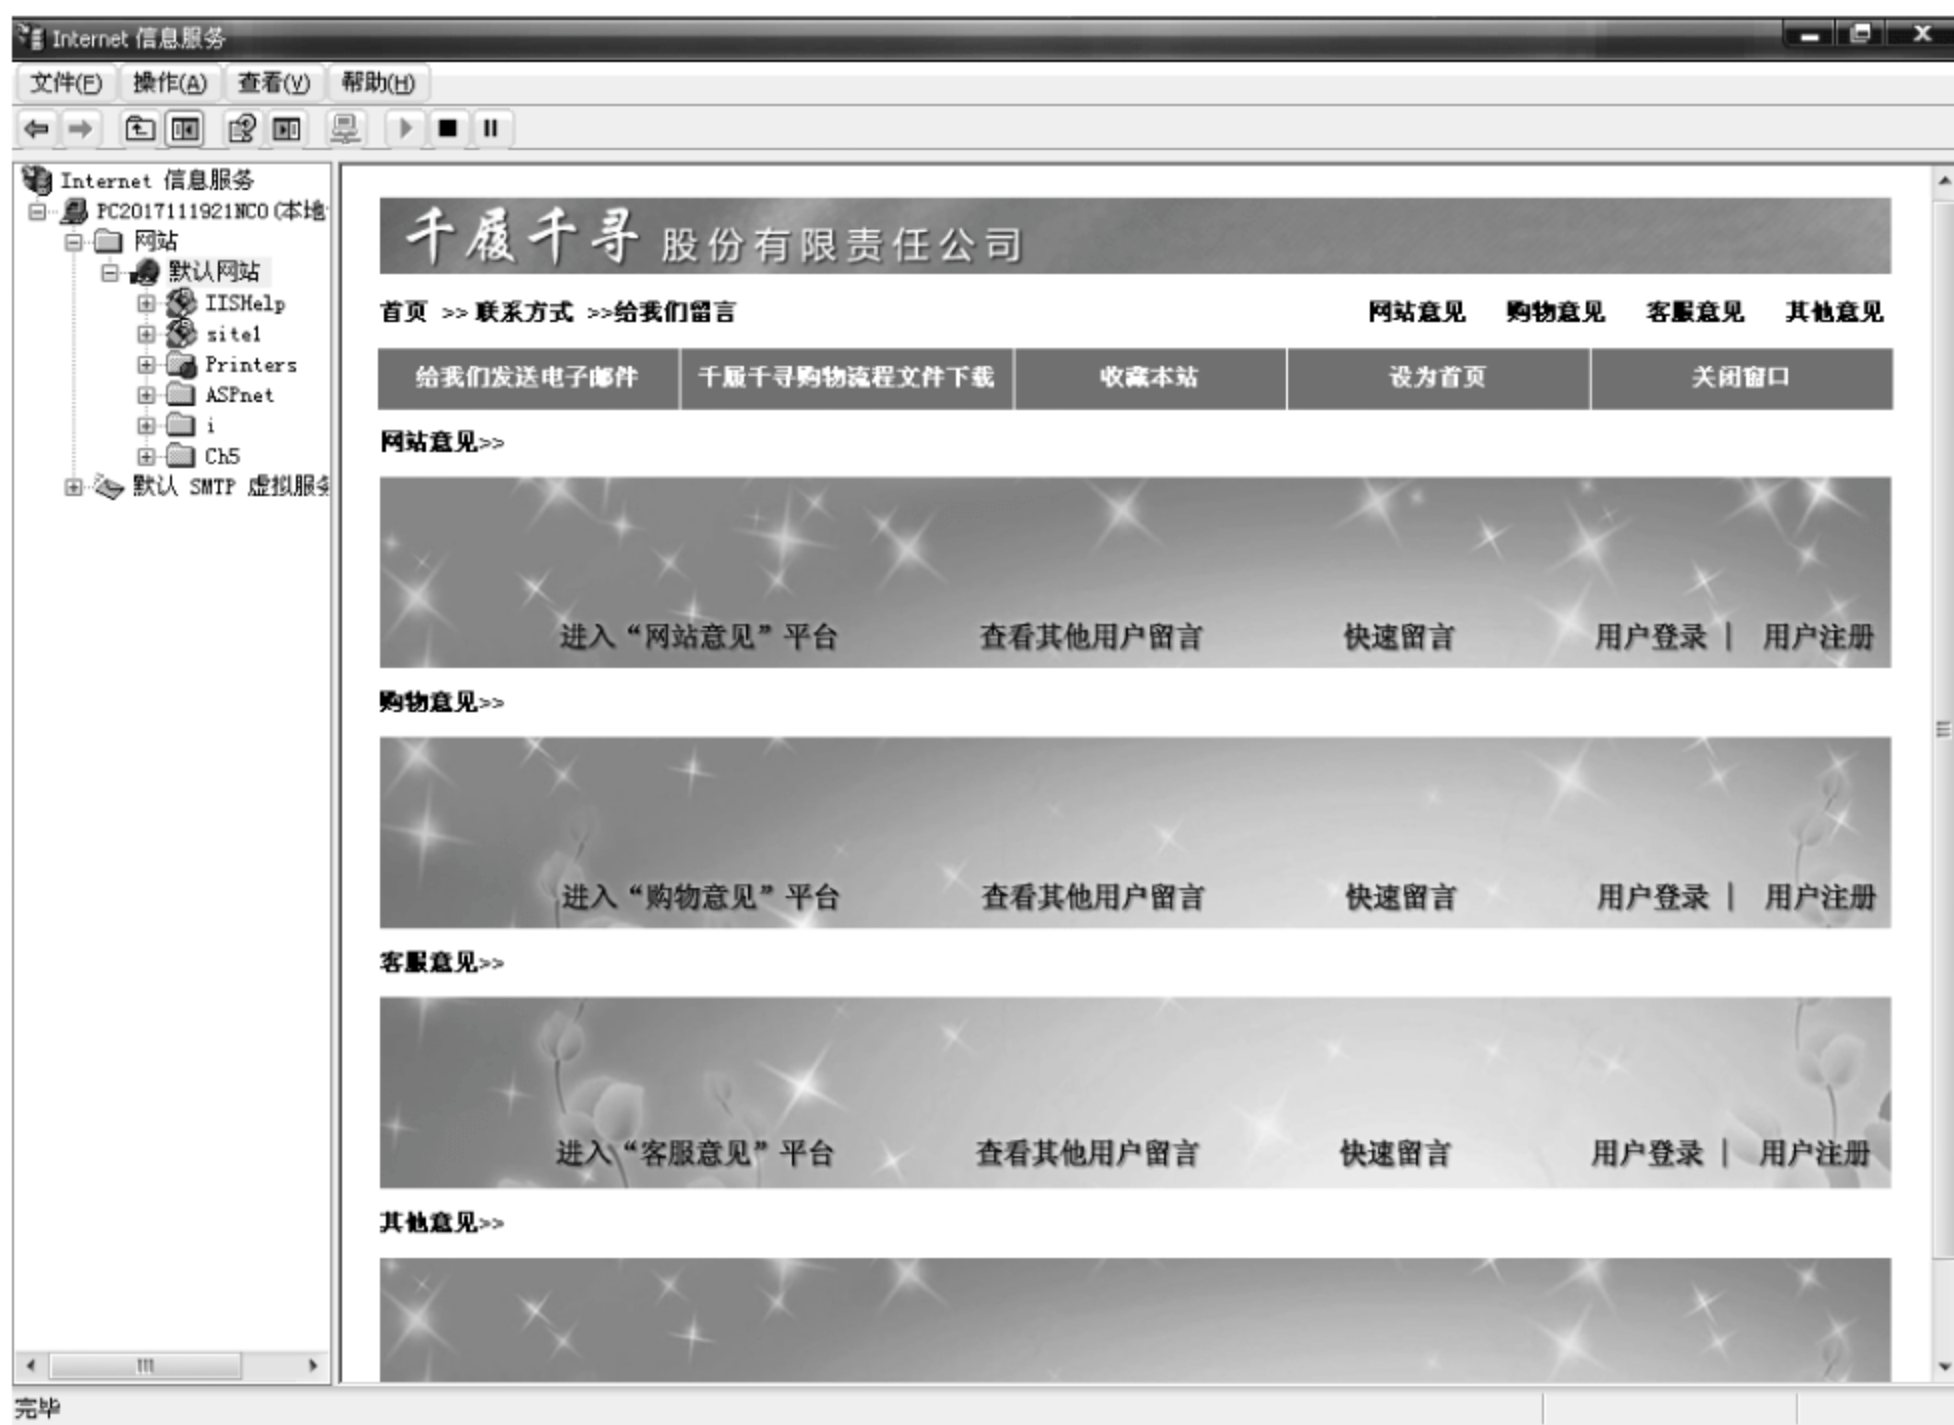 Internet 信息服务
文件(F) 操作(A) 查看(V) 帮助(H)
Internet 信息服务
PC2017111921NCO(本地
网站
默认网站
IISHelp
site1
Printers
ASPnet
i
Ch5
默认 SMTP 虚拟服务
千履千寻 股份有限责任公司
首页 >> 联系方式 >>给我们留言 网站意见 购物意见 客服意见 其他意见
给我们发送电子邮件 千履千寻购物流程文件下载 收藏本站 设为首页 关闭窗口
网站意见>>
进入“网站意见”平台 查看其他用户留言 快速留言 用户登录 | 用户注册
购物意见>>
进入“购物意见”平台 查看其他用户留言 快速留言 用户登录 | 用户注册
客服意见>>
进入“客服意见”平台 查看其他用户留言 快速留言 用户登录 | 用户注册
其他意见>>
完毕